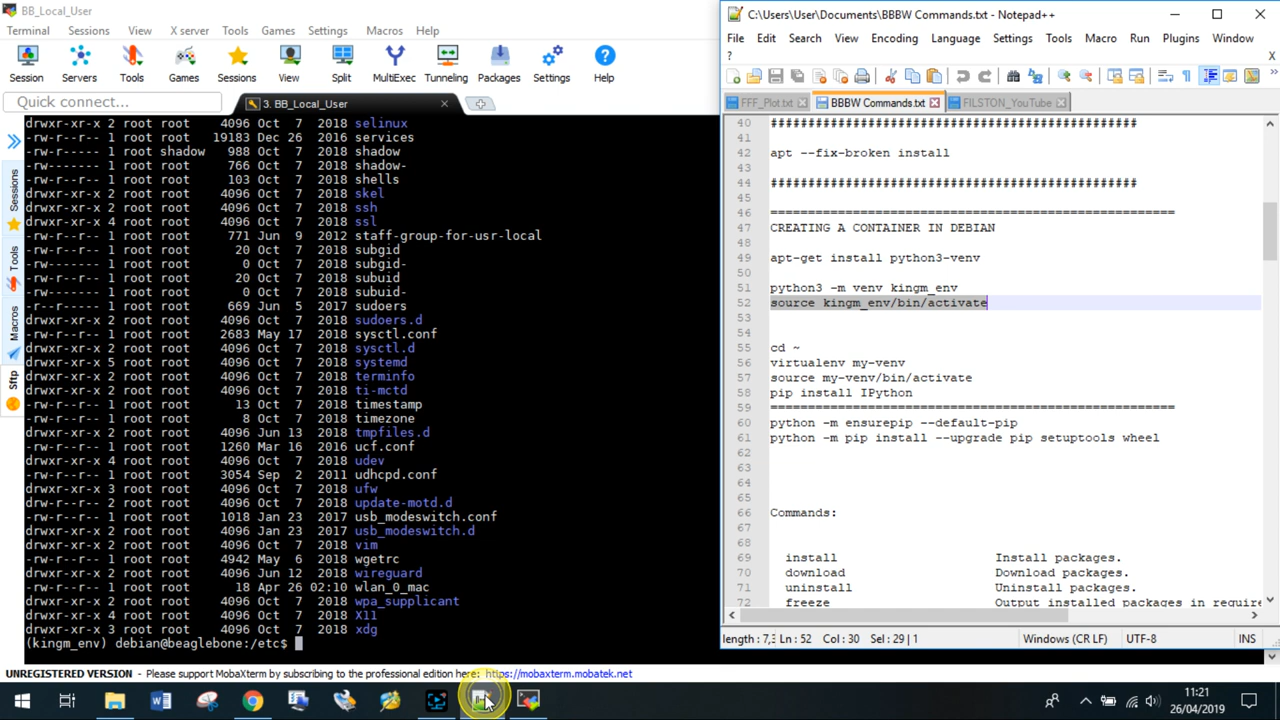 BB_Local_User
Terminal Sessions View X server Tools Games Settings Macros Help
Session Servers Tools Games Sessions View Split MultiExec Tunneling Packages Settings Help
Quick connect...
3. BB_Local_User
Sessions
Tools
Macros
Sftp
drwxr-xr-x 2 root root 4096 Oct 7 2018 selinux
-rw-r--r-- 1 root root 19183 Dec 26 2016 services
-rw-r----- 1 root shadow 988 Oct 7 2018 shadow
-rw-r----- 1 root root 766 Oct 7 2018 shadow-
-rw-r--r-- 1 root root 103 Oct 7 2018 shells
drwxr-xr-x 2 root root 4096 Oct 7 2018 skel
drwxr-xr-x 2 root root 4096 Oct 7 2018 ssh
drwxr-xr-x 4 root root 4096 Oct 7 2018 ssl
-rw-r--r-- 1 root root 771 Jun 9 2012 staff-group-for-usr-local
-rw-r--r-- 1 root root 20 Oct 7 2018 subgid
-rw-r--r-- 1 root root 0 Oct 7 2018 subgid-
-rw-r--r-- 1 root root 20 Oct 7 2018 subuid
-rw-r--r-- 1 root root 0 Oct 7 2018 subuid-
-r--r----- 1 root root 669 Jun 5 2017 sudoers
drwxr-xr-x 2 root root 4096 Oct 7 2018 sudoers.d
-rw-r--r-- 1 root root 2683 May 17 2018 sysctl.conf
drwxr-xr-x 2 root root 4096 Oct 7 2018 sysctl.d
drwxr-xr-x 5 root root 4096 Oct 7 2018 systemd
drwxr-xr-x 2 root root 4096 Oct 7 2018 terminfo
drwxr-xr-x 2 root root 4096 Oct 7 2018 ti-mctd
-rw-r--r-- 1 root root 13 Oct 7 2018 timestamp
-rw-r--r-- 1 root root 8 Oct 7 2018 timezone
drwxr-xr-x 2 root root 4096 Jun 13 2018 tmpfiles.d
-rw-r--r-- 1 root root 1260 Mar 16 2016 ucf.conf
drwxr-xr-x 4 root root 4096 Oct 7 2018 udev
-rw-r--r-- 1 root root 3054 Sep 2 2011 udhcpd.conf
drwxr-xr-x 3 root root 4096 Oct 7 2018 ufw
drwxr-xr-x 2 root root 4096 Oct 7 2018 update-motd.d
-rw-r--r-- 1 root root 1018 Jan 23 2017 usb_modeswitch.conf
drwxr-xr-x 2 root root 4096 Jan 23 2017 usb_modeswitch.d
drwxr-xr-x 2 root root 4096 Oct 7 2018 vim
-rw-r--r-- 1 root root 4942 May 6 2018 wgetrc
drwx------ 2 root root 4096 Jun 12 2018 wireguard
-rw-r--r-- 1 root root 18 Apr 26 02:10 wlan_0_mac
drwxr-xr-x 2 root root 4096 Oct 7 2018 wpa_supplicant
drwxr-xr-x 4 root root 4096 Oct 7 2018 X11
drwxr-xr-x 3 root root 4096 Oct 7 2018 xdg
(kingm_env) debian@beaglebone:/etc$
UNREGISTERED VERSION - Please support MobaXterm by subscribing to the professional edition here: https://mobaxterm.mobatek.net
C:\Users\User\Documents\BBBW Commands.txt - Notepad++
File Edit Search View Encoding Language Settings Tools Macro Run Plugins Window
? X
FFF_Plot.txt BBBW Commands.txt FILSTON_YouTube
40 #################################################
41
42 apt --fix-broken install
43
44 #################################################
45
46 ======================================================
47 CREATING A CONTAINER IN DEBIAN
48
49 apt-get install python3-venv
50
51 python3 -m venv kingm_env
52 source kingm_env/bin/activate
53
54
55 cd ~
56 virtualenv my-venv
57 source my-venv/bin/activate
58 pip install IPython
59 ======================================================
60 python -m ensurepip --default-pip
61 python -m pip install --upgrade pip setuptools wheel
62
63
64
65
66 Commands:
67
68
69 install Install packages.
70 download Download packages.
71 uninstall Uninstall packages.
72 freeze Output installed packages in require
length : 7,3 Ln : 52 Col : 30 Sel : 29 | 1 Windows (CR LF) UTF-8 INS
11:21
26/04/2019